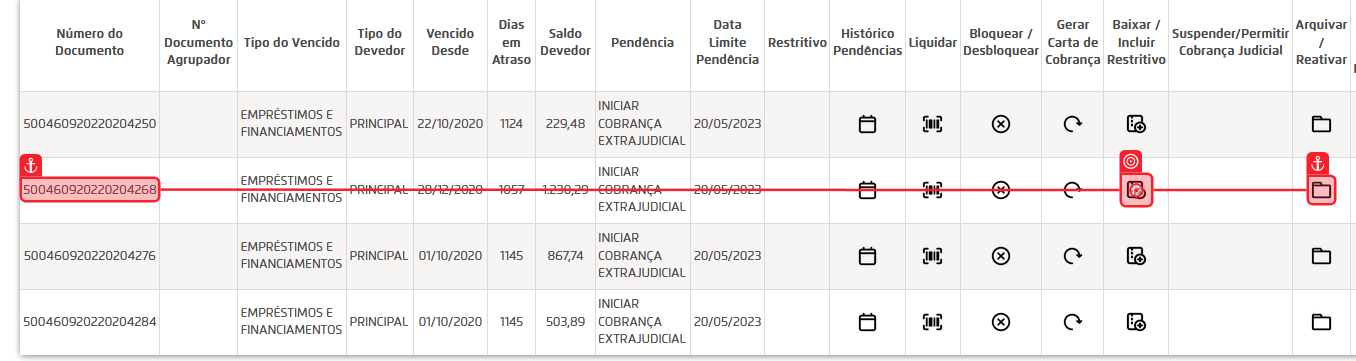 Número do Documento
N° Documento Agrupador
Tipo do Vencido
Tipo do Devedor
Vencido Desde
Dias em Atraso
Saldo Devedor
Pendência
Data Limite Pendência
Restritivo
Histórico Pendências
Liquidar
Bloquear / Desbloquear
Gerar Carta de Cobrança
Baixar / Incluir Restritivo
Suspender/Permitir Cobrança Judicial
Arquivar / Reativar
500460920220204250
EMPRÉSTIMOS E FINANCIAMENTOS
PRINCIPAL
22/10/2020
1124
229,48
INICIAR COBRANÇA EXTRAJUDICIAL
20/05/2023
500460920220204268
EMPRÉSTIMOS E FINANCIAMENTOS
PRINCIPAL
28/12/2020
1057
1.230,29
INICIAR COBRANÇA EXTRAJUDICIAL
20/05/2023
500460920220204276
EMPRÉSTIMOS E FINANCIAMENTOS
PRINCIPAL
01/10/2020
1145
867,74
INICIAR COBRANÇA EXTRAJUDICIAL
20/05/2023
500460920220204284
EMPRÉSTIMOS E FINANCIAMENTOS
PRINCIPAL
01/10/2020
1145
503,89
INICIAR COBRANÇA EXTRAJUDICIAL
20/05/2023